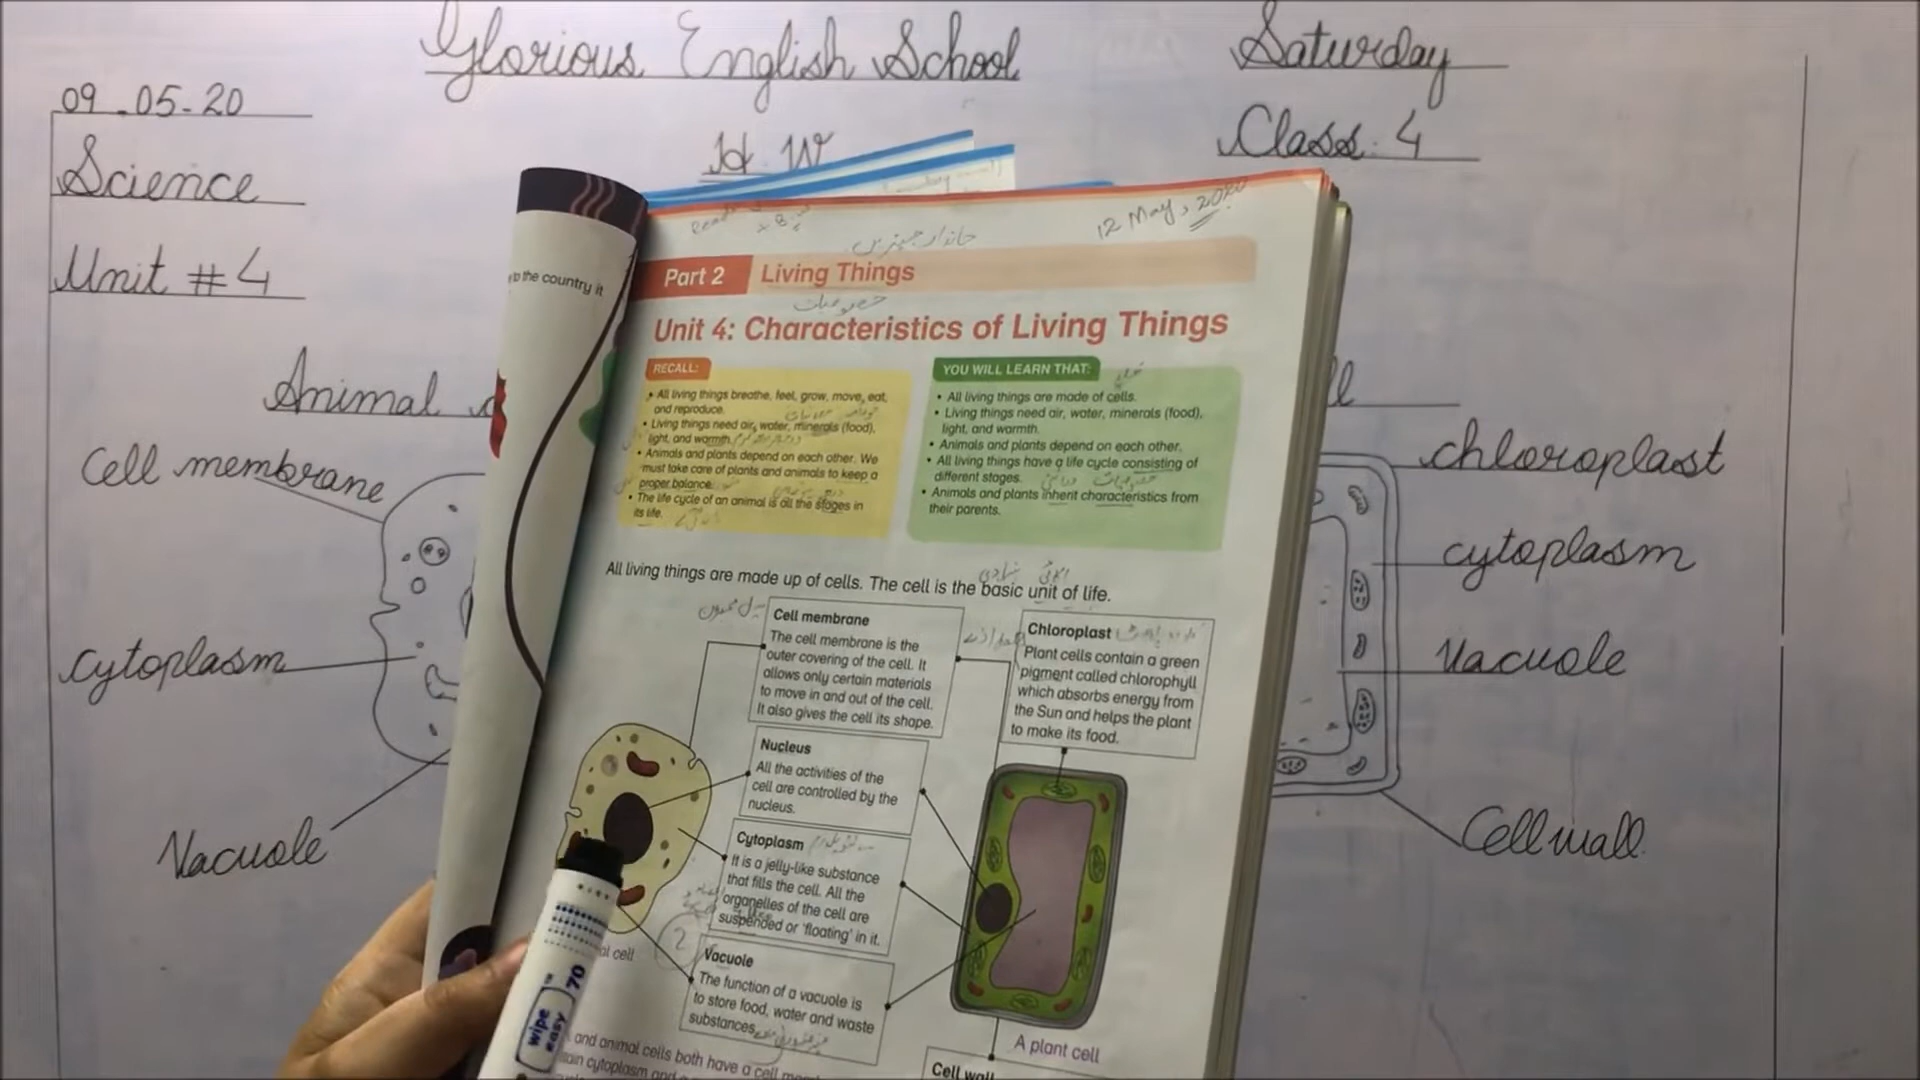 Glorious English School
Saturday
09-05-20
H.W
Class. 4
Science
Unit # 4
Animal
Cell membrane
cytoplasm
Vacuole
chloroplast
cytoplasm
Vacuole
Cell wall
to the country it
12 May, 2020
Part 2 Living Things
Unit 4: Characteristics of Living Things
RECALL:
• All living things breathe, feel, grow, move, eat,
and reproduce.
• Living things need air, water, minerals (food),
light, and warmth.
• Animals and plants depend on each other. We
must take care of plants and animals to keep a
proper balance.
• The life cycle of an animal is all the stages in
its life.
YOU WILL LEARN THAT:
• All living things are made of cells.
• Living things need air, water, minerals (food),
light, and warmth.
• Animals and plants depend on each other.
• All living things have a life cycle consisting of
different stages.
• Animals and plants inherit characteristics from
their parents.
All living things are made up of cells. The cell is the basic unit of life.
Cell membrane
The cell membrane is the
outer covering of the cell. It
allows only certain materials
to move in and out of the cell.
It also gives the cell its shape.
Chloroplast
Plant cells contain a green
pigment called chlorophyll
which absorbs energy from
the Sun and helps the plant
to make its food.
Nucleus
All the activities of the
cell are controlled by the
nucleus.
Cytoplasm
It is a jelly-like substance
that fills the cell. All the
organelles of the cell are
suspended or 'floating' in it.
2
Vacuole
The function of a vacuole is
to store food, water and waste
substances.
cell
A plant cell
and animal cells both have a cell
cytoplasm
Cell wall
wipe easy 70